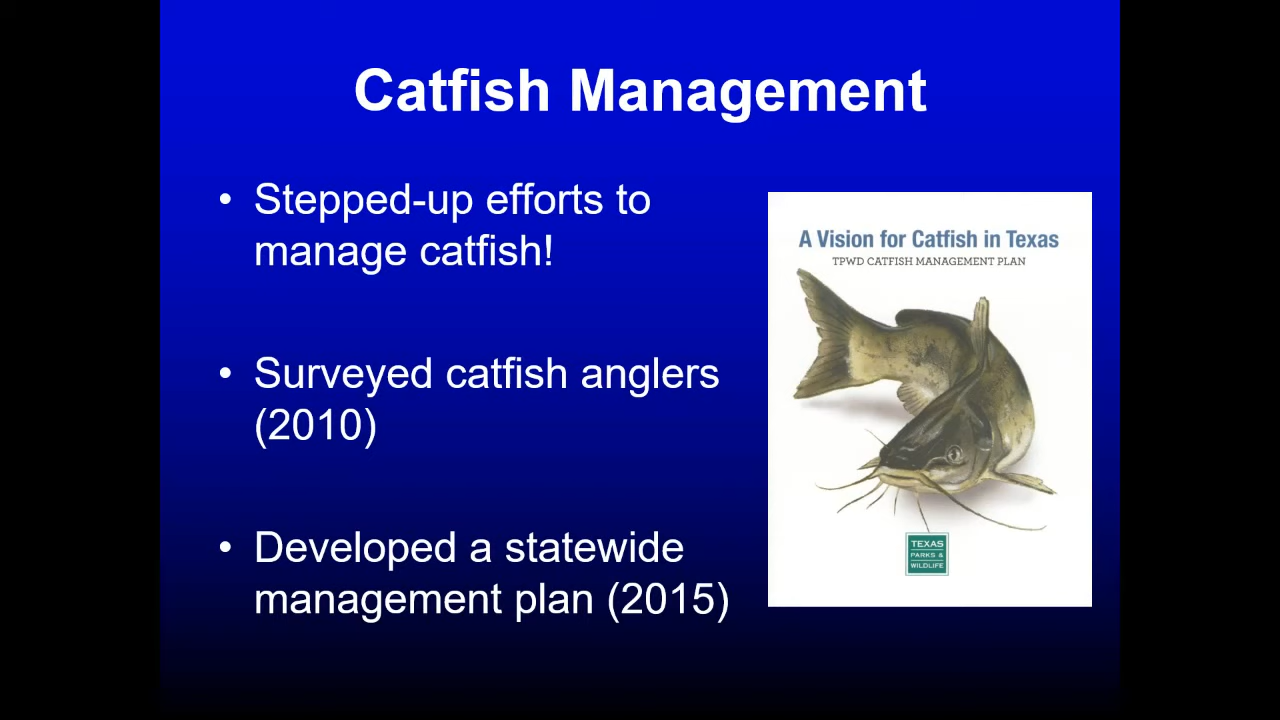 Catfish Management
• Stepped-up efforts to
manage catfish!
• Surveyed catfish anglers
(2010)
• Developed a statewide
management plan (2015)
A Vision for Catfish in Texas
TPWD CATFISH MANAGEMENT PLAN
TEXAS
PARKS &
WILDLIFE